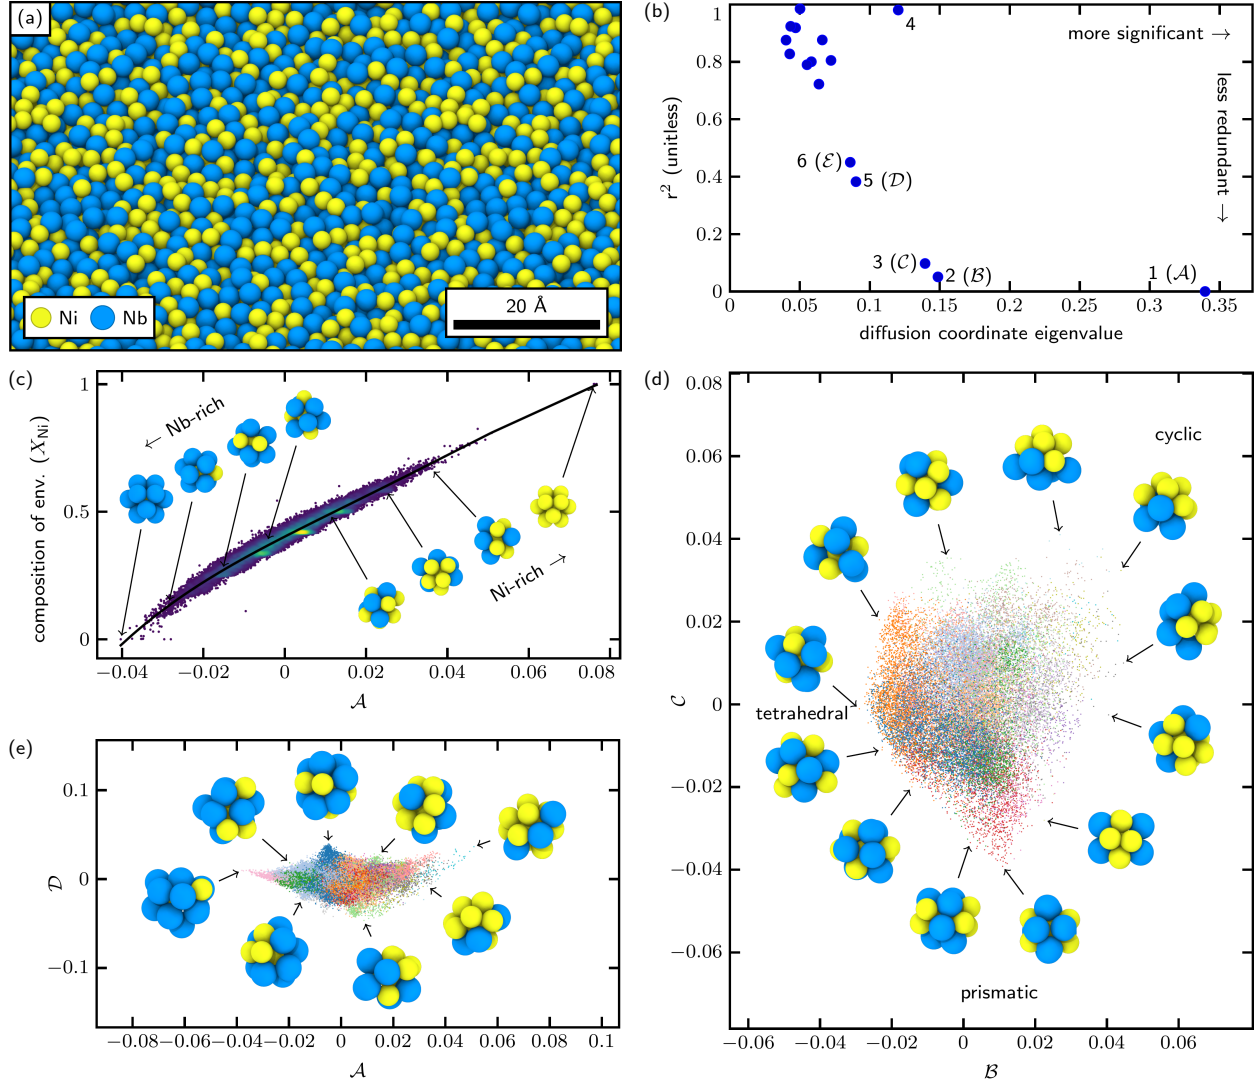 (a)
Ni Nb
20 Å
(b)
r² (unitless)
1
0.8
0.6
0.4
0.2
0
0 0.05 0.1 0.15 0.2 0.25 0.3 0.35
diffusion coordinate eigenvalue
more significant →
less redundant →
4
6 (ℰ)
5 (𝒟)
3 (𝒞)
2 (ℬ)
1 (𝒜)
(c)
composition of env. (X_Ni)
1
0.5
0
← Nb-rich
Ni-rich →
−0.04 −0.02 0 0.02 0.04 0.06 0.08
𝒜
(d)
𝒞
0.08
0.06
0.04
0.02
0
−0.02
−0.04
−0.06
cyclic
tetrahedral
prismatic
−0.06 −0.04 −0.02 0 0.02 0.04 0.06
ℬ
(e)
𝒟
0.1
0
−0.1
−0.08 −0.06 −0.04 −0.02 0 0.02 0.04 0.06 0.08 0.1
𝒜